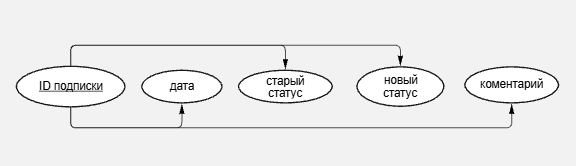 ID подписки
дата
старый
статус
новый
статус
коментарий